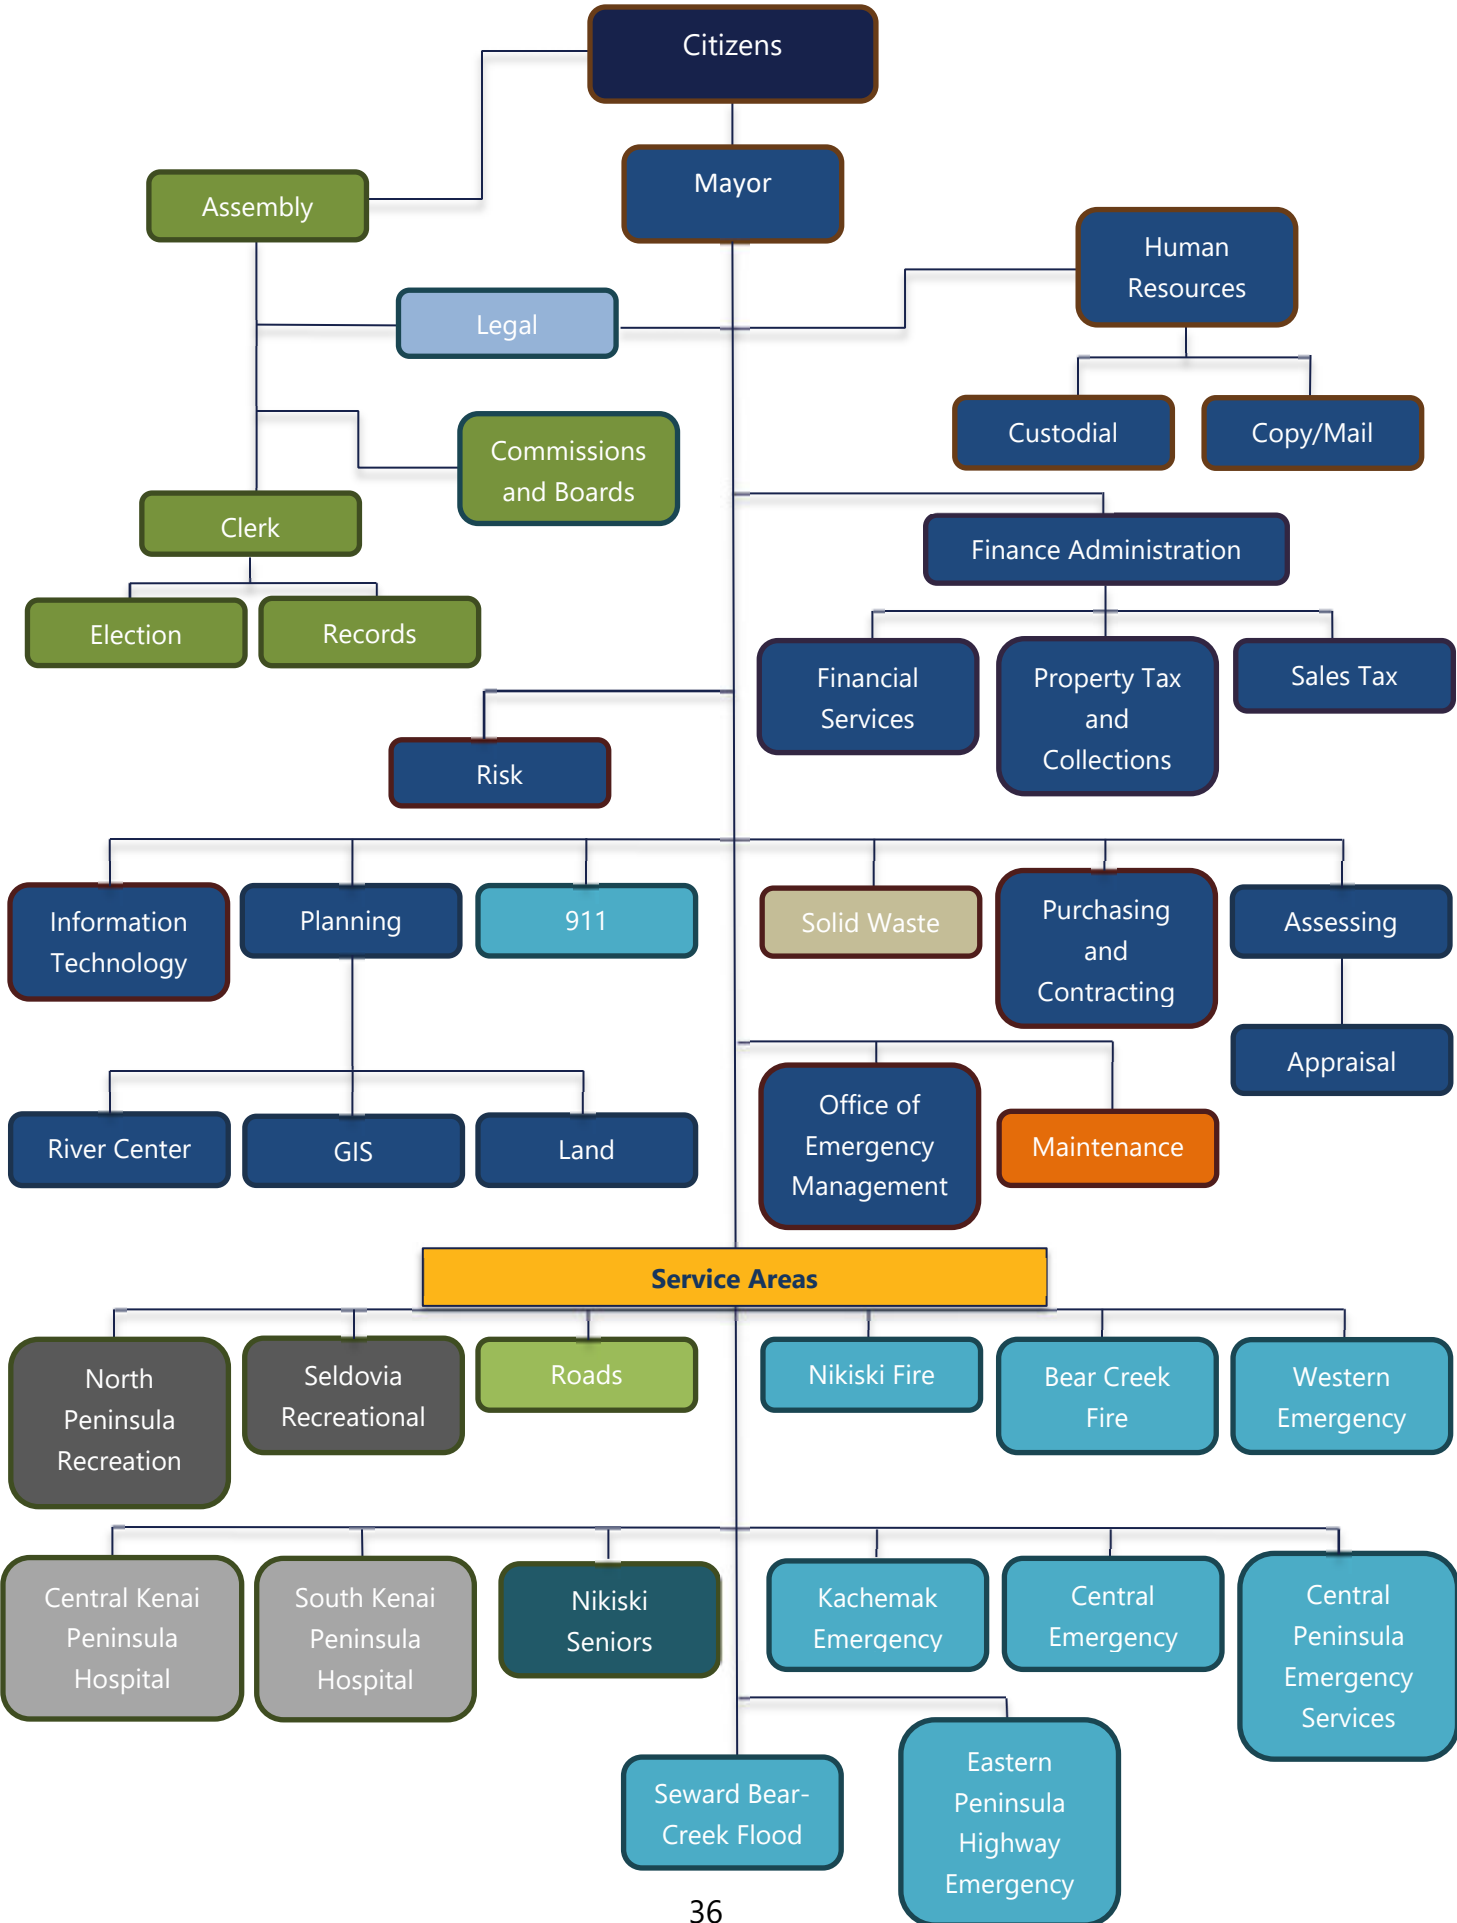 Citizens
Mayor
Assembly
Human
Resources
Legal
Custodial
Copy/Mail
Commissions
and Boards
Clerk
Finance Administration
Election
Records
Financial
Services
Property Tax
and
Collections
Sales Tax
Risk
Information
Technology
Planning
911
Solid Waste
Purchasing
and
Contracting
Assessing
Appraisal
River Center
GIS
Land
Office of
Emergency
Management
Maintenance
Service Areas
North
Peninsula
Recreation
Seldovia
Recreational
Roads
Nikiski Fire
Bear Creek
Fire
Western
Emergency
Central Kenai
Peninsula
Hospital
South Kenai
Peninsula
Hospital
Nikiski
Seniors
Kachemak
Emergency
Central
Emergency
Central
Peninsula
Emergency
Services
Seward Bear-
Creek Flood
Eastern
Peninsula
Highway
Emergency
36